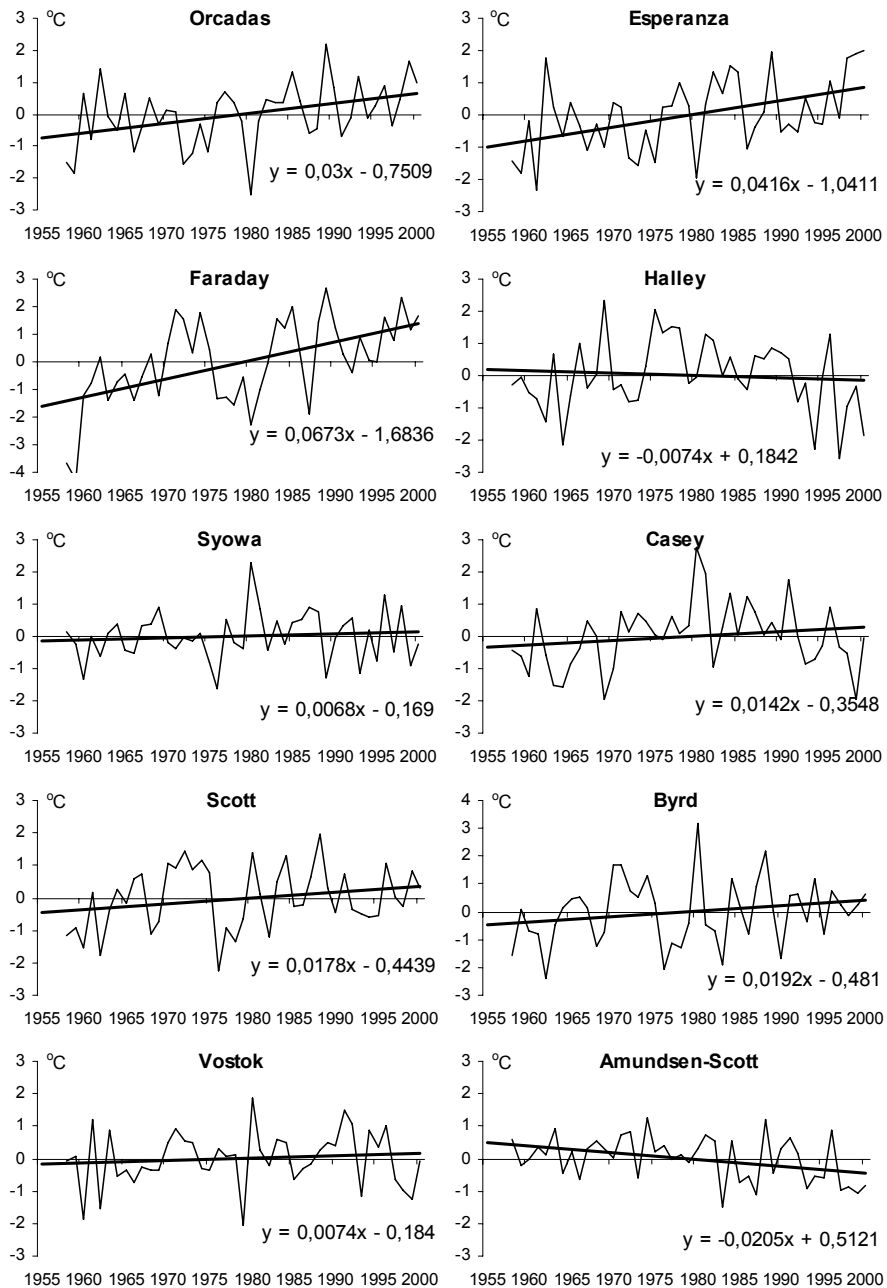 °C
Orcadas
3
2
1
0
-1
-2
-3
y = 0,03x - 0,7509
1955 1960 1965 1970 1975 1980 1985 1990 1995 2000
°C
Esperanza
3
2
1
0
-1
-2
-3
y = 0,0416x - 1,0411
1955 1960 1965 1970 1975 1980 1985 1990 1995 2000
°C
Faraday
3
2
1
0
-1
-2
-3
-4
y = 0,0673x - 1,6836
1955 1960 1965 1970 1975 1980 1985 1990 1995 2000
°C
Halley
3
2
1
0
-1
-2
-3
y = -0,0074x + 0,1842
1955 1960 1965 1970 1975 1980 1985 1990 1995 2000
°C
Syowa
3
2
1
0
-1
-2
-3
y = 0,0068x - 0,169
1955 1960 1965 1970 1975 1980 1985 1990 1995 2000
°C
Casey
3
2
1
0
-1
-2
-3
y = 0,0142x - 0,3548
1955 1960 1965 1970 1975 1980 1985 1990 1995 2000
°C
Scott
3
2
1
0
-1
-2
-3
y = 0,0178x - 0,4439
1955 1960 1965 1970 1975 1980 1985 1990 1995 2000
°C
Byrd
4
3
2
1
0
-1
-2
-3
y = 0,0192x - 0,481
1955 1960 1965 1970 1975 1980 1985 1990 1995 2000
°C
Vostok
3
2
1
0
-1
-2
-3
y = 0,0074x - 0,184
1955 1960 1965 1970 1975 1980 1985 1990 1995 2000
°C
Amundsen-Scott
3
2
1
0
-1
-2
-3
y = -0,0205x + 0,5121
1955 1960 1965 1970 1975 1980 1985 1990 1995 2000